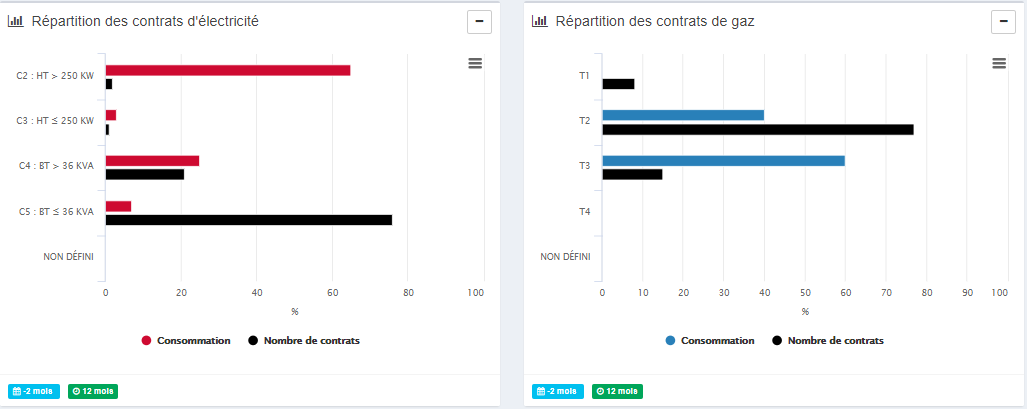 Répartition des contrats d'électricité
C2 : HT > 250 KW
C3 : HT ≤ 250 KW
C4 : BT > 36 KVA
C5 : BT ≤ 36 KVA
NON DÉFINI
0 20 40 60 80 100
%
Consommation Nombre de contrats
-2 mois 12 mois
Répartition des contrats de gaz
T1
T2
T3
T4
NON DÉFINI
0 10 20 30 40 50 60 70 80 90 100
%
Consommation Nombre de contrats
-2 mois 12 mois